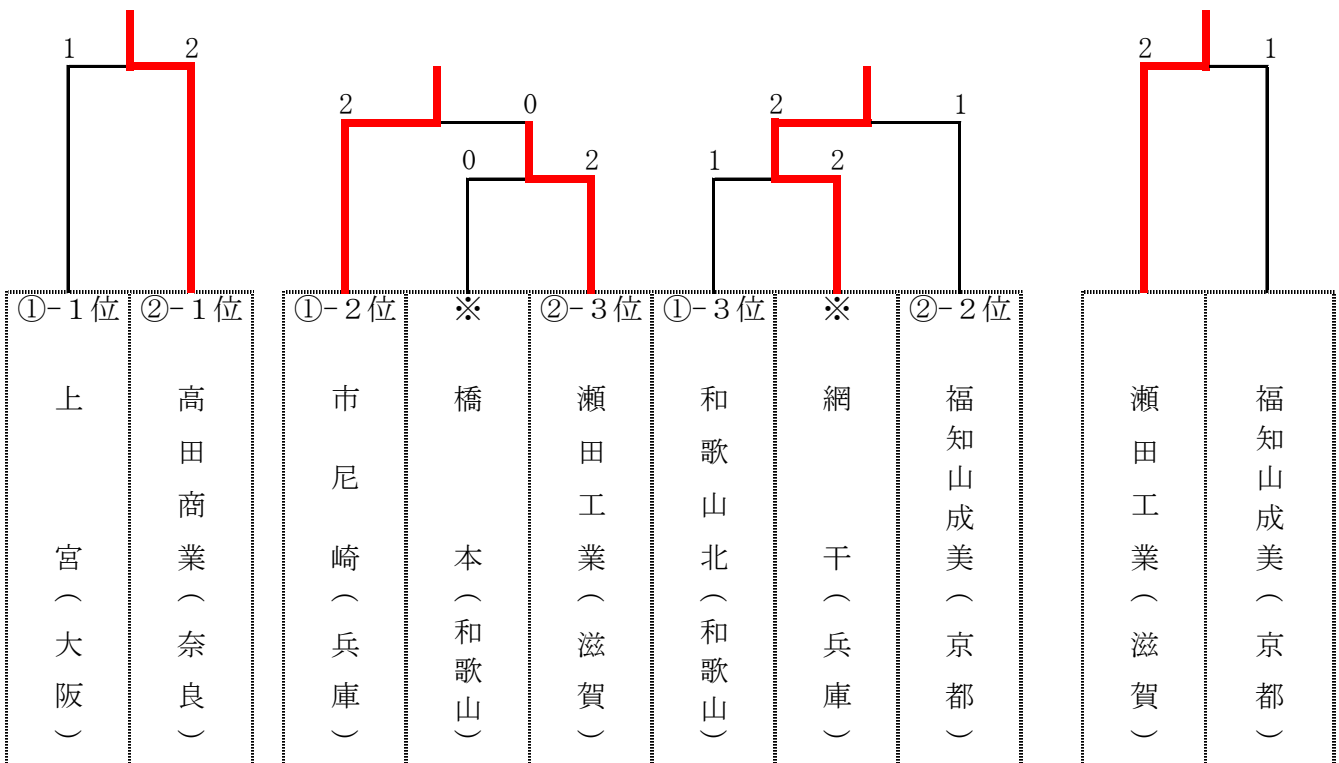 1 2
2 0
0 2
2 1
1 2
2 1
①-1位
上宮(大阪)
②-1位
高田商業(奈良)
①-2位
市尼崎(兵庫)
※
橋本(和歌山)
②-3位
瀬田工業(滋賀)
①-3位
和歌山北(和歌山)
※
網干(兵庫)
②-2位
福知山成美(京都)
瀬田工業(滋賀)
福知山成美(京都)